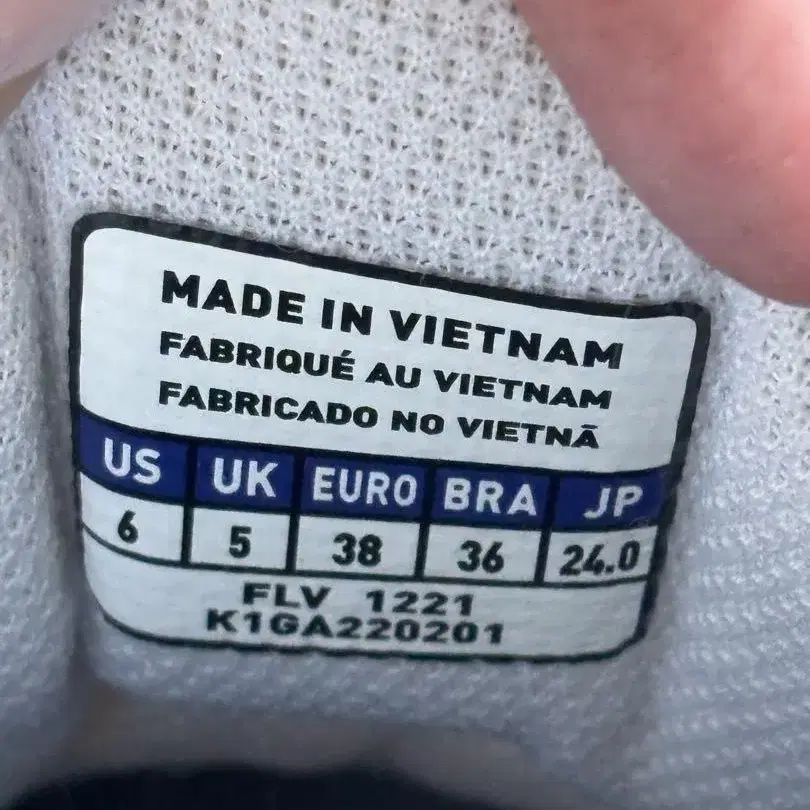 MADE IN VIETNAM
FABRIQUÉ AU VIETNAM
FABRICADO NO VIETNÃ
US UK EURO BRA JP
6 5 38 36 24.0
FLV 1221
K1GA220201